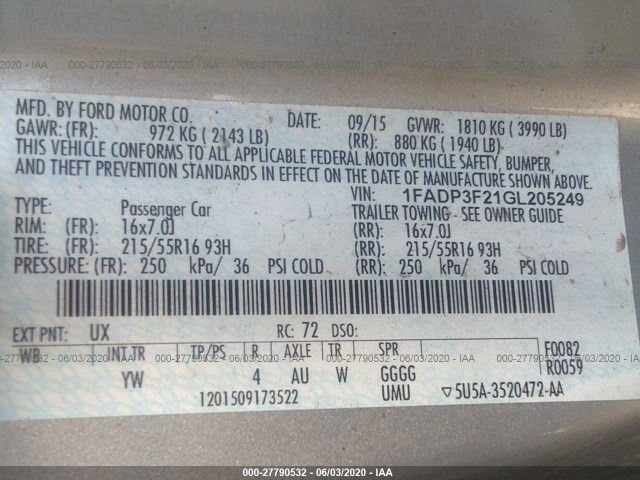 000-27790532 - 06/03/2020 - IAA
MFD. BY FORD MOTOR CO. DATE: 09/15 GVWR: 1810 KG ( 3990 LB)
GAWR: (FR): 972 KG ( 2143 LB) (RR): 880 KG ( 1940 LB)
THIS VEHICLE CONFORMS TO ALL APPLICABLE FEDERAL MOTOR VEHICLE SAFETY, BUMPER,
AND THEFT PREVENTION STANDARDS IN EFFECT ON THE DATE OF MANUFACTURE SHOWN ABOVE.
VIN: 1FADP3F21GL205249
TYPE: Passenger Car TRAILER TOWING - SEE OWNER GUIDE
RIM: (FR): 16x7.0J (RR): 16x7.0J
TIRE: (FR): 215/55R16 93H (RR): 215/55R16 93H
PRESSURE: (FR): 250 kPa/ 36 PSI COLD (RR): 250 kPa/ 36 PSI COLD
EXT PNT: UX RC: 72 DSO:
WB INT TR TP/PS R AXLE TR SPR F0082
YW 4 AU W GGGG R0059
1201509173522 UMU ▽5U5A-3520472-AA
000-27790532 - 06/03/2020 - IAA